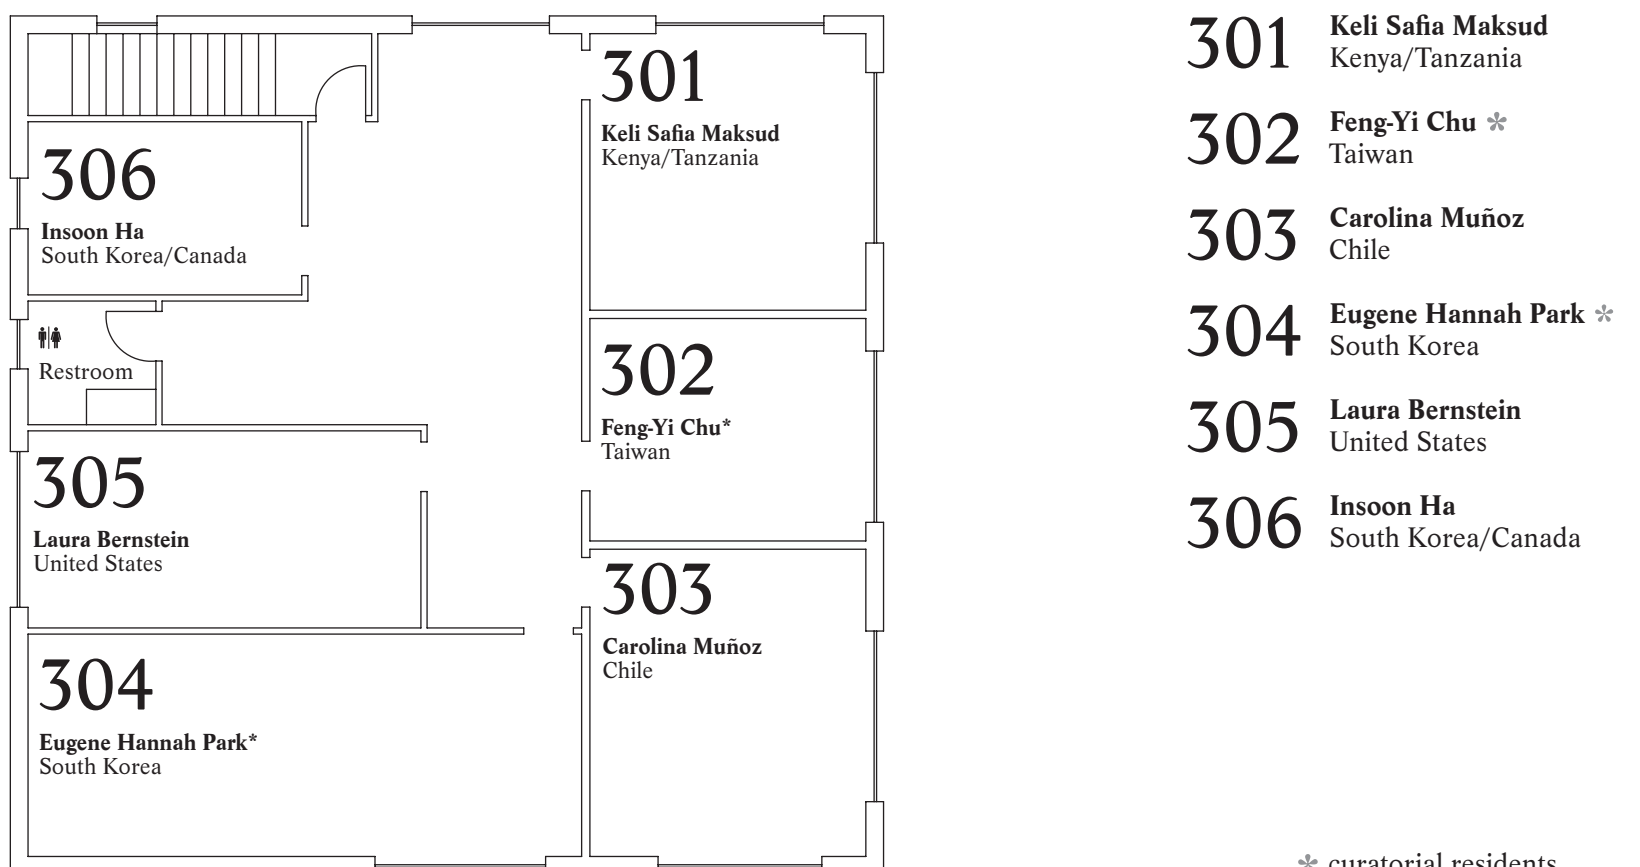 301
Keli Safia Maksud
Kenya/Tanzania
306
Insoon Ha
South Korea/Canada
Restroom
302
Feng-Yi Chu*
Taiwan
305
Laura Bernstein
United States
303
Carolina Muñoz
Chile
304
Eugene Hannah Park*
South Korea
301
Keli Safia Maksud
Kenya/Tanzania
302
Feng-Yi Chu *
Taiwan
303
Carolina Muñoz
Chile
304
Eugene Hannah Park *
South Korea
305
Laura Bernstein
United States
306
Insoon Ha
South Korea/Canada
* curatorial residents